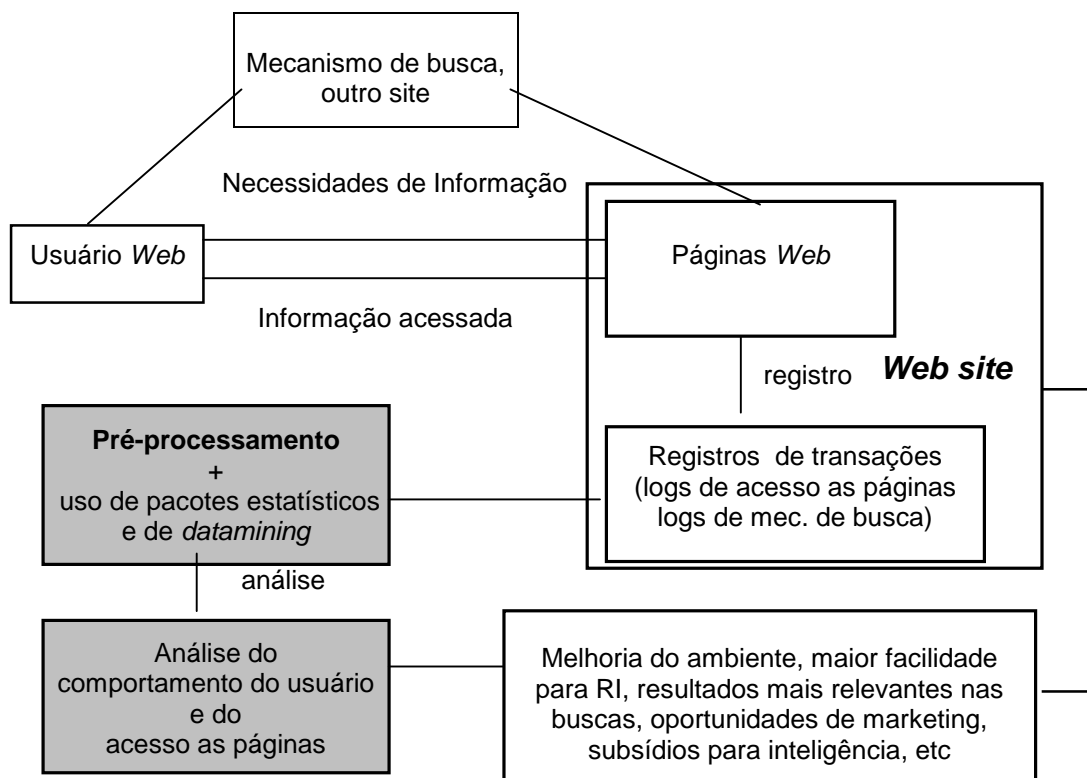 Mecanismo de busca,
outro site
Necessidades de Informação
Usuário Web
Páginas Web
Informação acessada
registro
Web site
Pré-processamento
+
uso de pacotes estatísticos
e de datamining
Registros de transações
(logs de acesso as páginas
logs de mec. de busca)
análise
Análise do
comportamento do usuário
e do
acesso as páginas
Melhoria do ambiente, maior facilidade
para RI, resultados mais relevantes nas
buscas, oportunidades de marketing,
subsídios para inteligência, etc